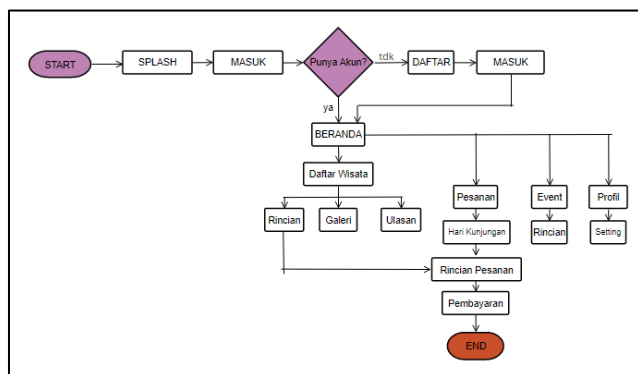 START
SPLASH
MASUK
Punya Akun?
tdk
DAFTAR
MASUK
ya
BERANDA
Daftar Wisata
Pesanan
Event
Profil
Rincian
Galeri
Ulasan
Hari Kunjungan
Rincian
Setting
Rincian Pesanan
Pembayaran
END